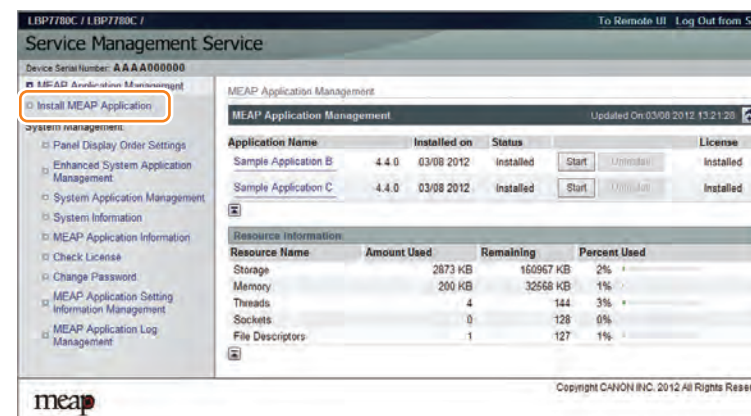 LBP7780C / LBP7780C /
To Remote UI Log Out from S
Service Management Service
Device Serial Number: AAAA000000
MEAP Application Management
Install MEAP Application
System Management
Panel Display Order Settings
Enhanced System Application
Management
System Application Management
System Information
MEAP Application Information
Check License
Change Password
MEAP Application Setting
Information Management
MEAP Application Log
Management
MEAP Application Management
MEAP Application Management Updated On:03/08 2012 13:21:28
Application Name Installed on Status License
Sample Application B 4.4.0 03/08 2012 Installed Start Uninstall Installed
Sample Application C 4.4.0 03/08 2012 Installed Start Uninstall Installed
Resource Information
Resource Name Amount Used Remaining Percent Used
Storage 2873 KB 160967 KB 2%
Memory 200 KB 32568 KB 1%
Threads 4 144 3%
Sockets 0 128 0%
File Descriptors 1 127 1%
Copyright CANON INC. 2012 All Rights Rese
meap